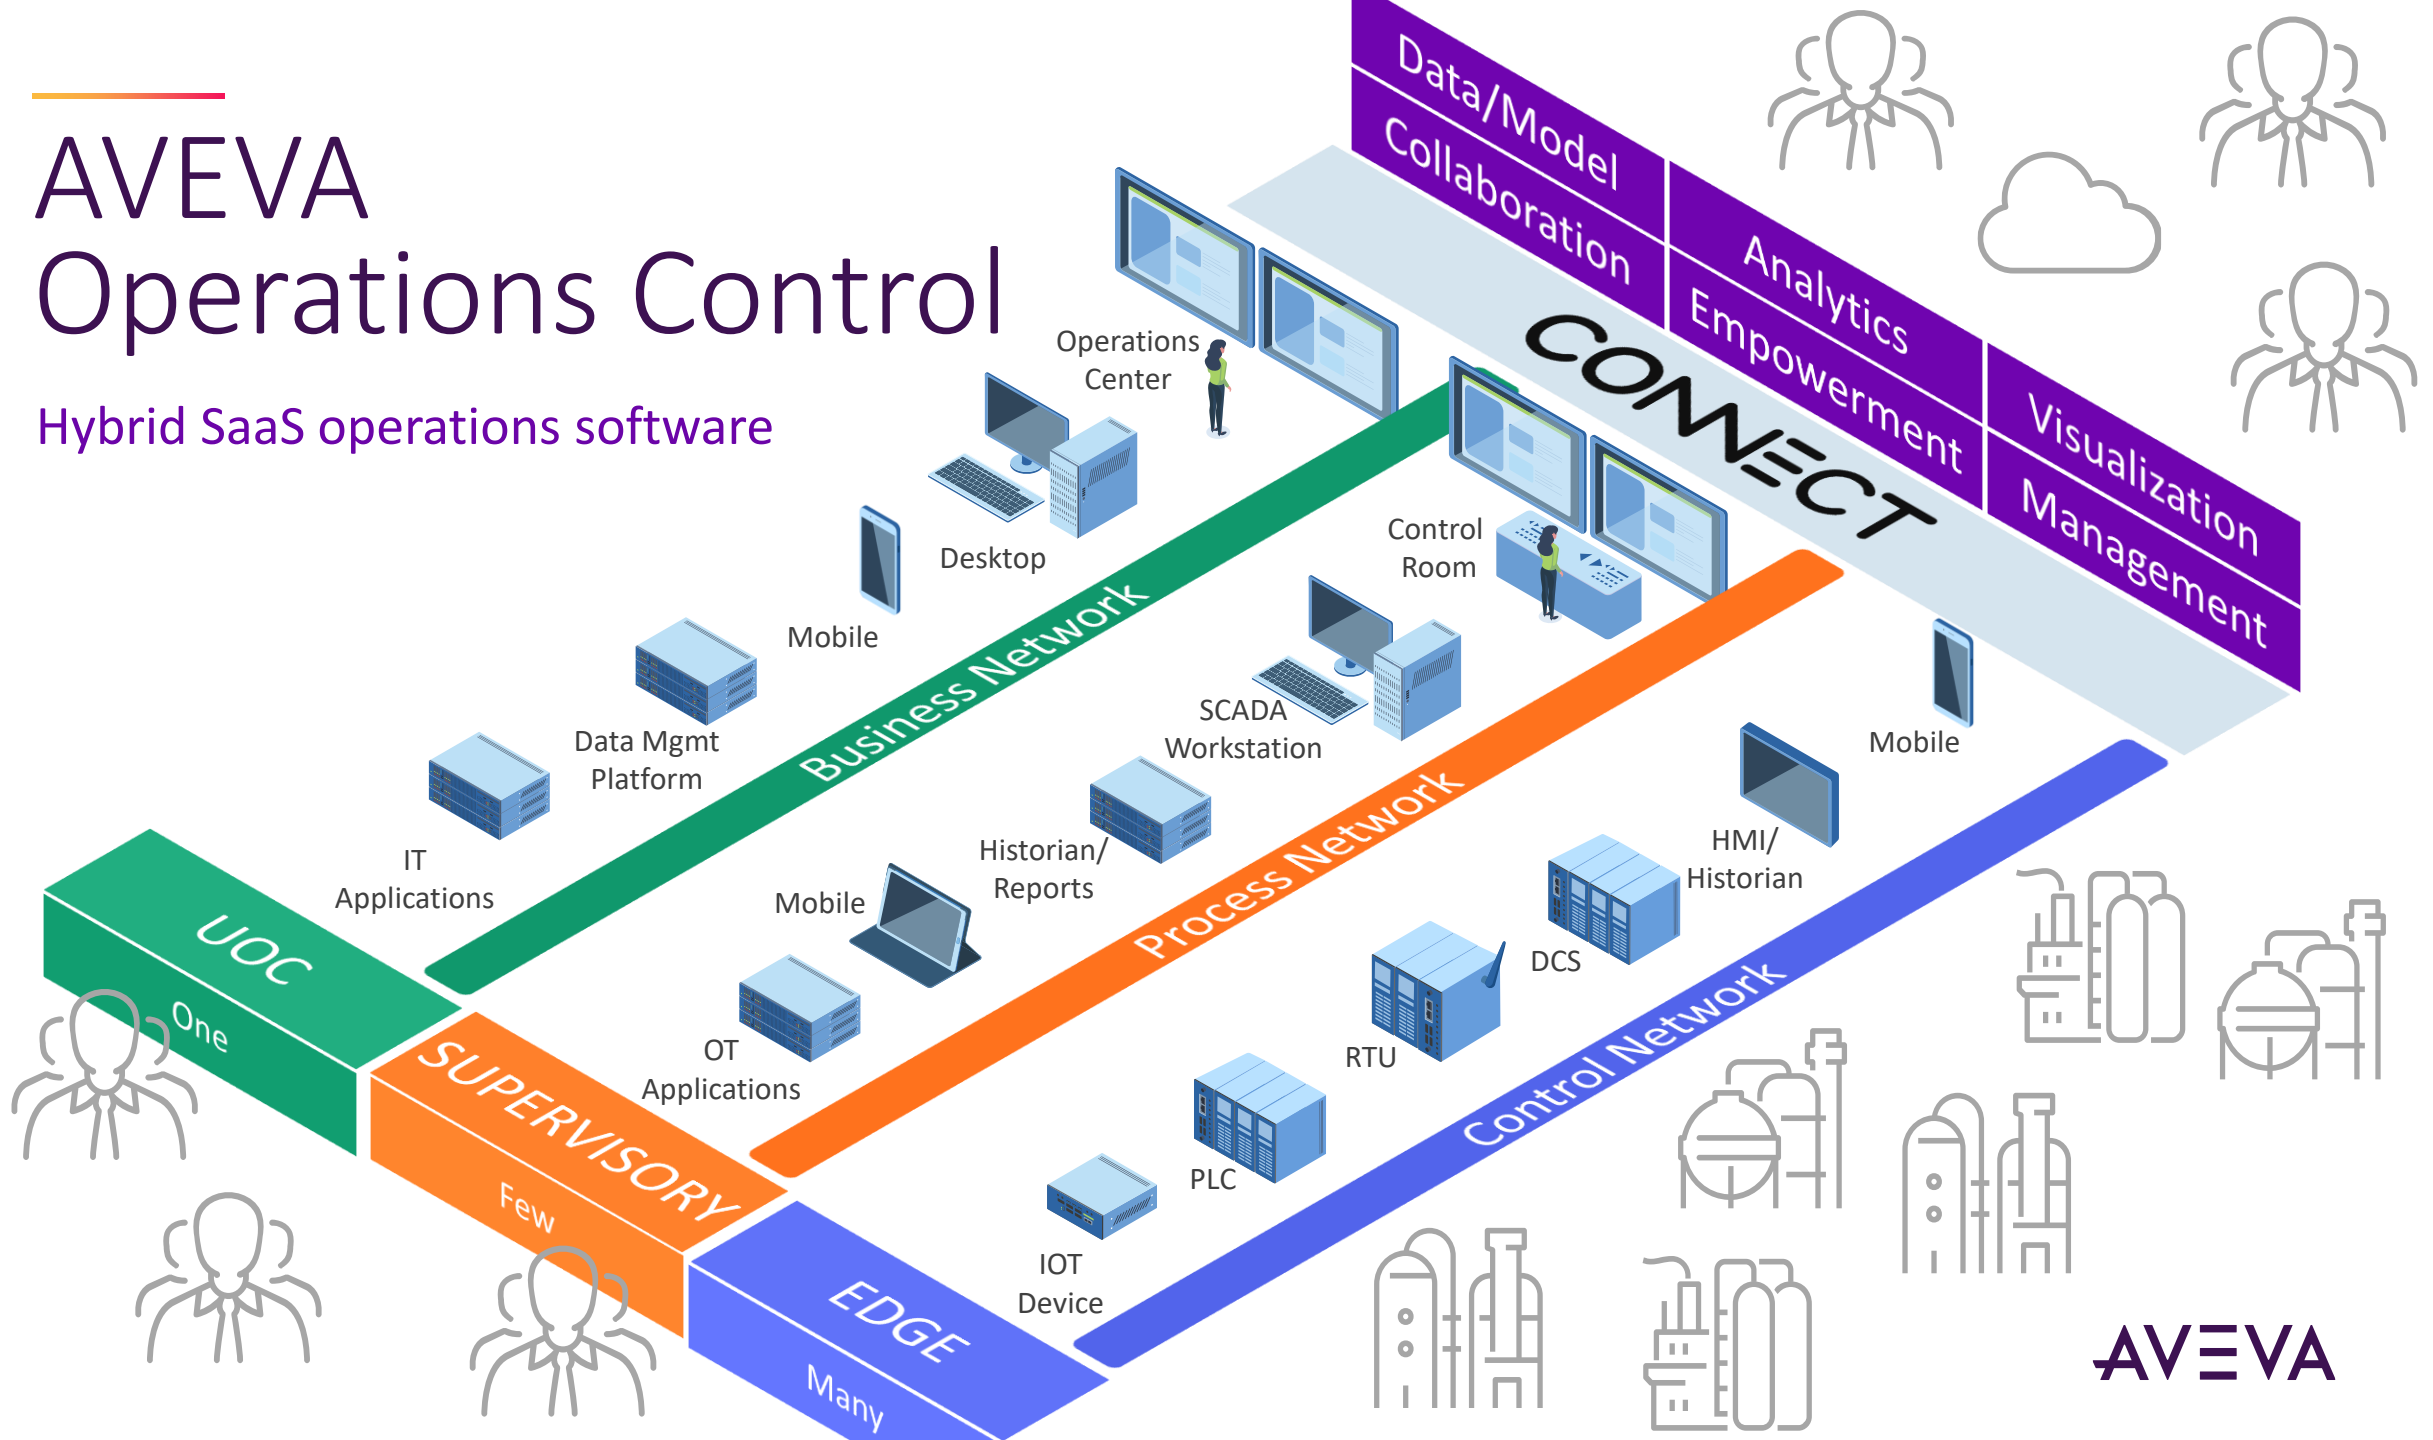 AVEVA
Operations Control
Hybrid SaaS operations software
Data/Model
Collaboration
Analytics
Empowerment
Visualization
Management
CONNECT
Operations
Center
Desktop
Mobile
Data Mgmt
Platform
IT
Applications
Business Network
Control
Room
SCADA
Workstation
Historian/
Reports
Mobile
OT
Applications
Process Network
Mobile
HMI/
Historian
DCS
RTU
PLC
IOT
Device
Control Network
UOC
One
SUPERVISORY
Few
EDGE
Many
AVEVA